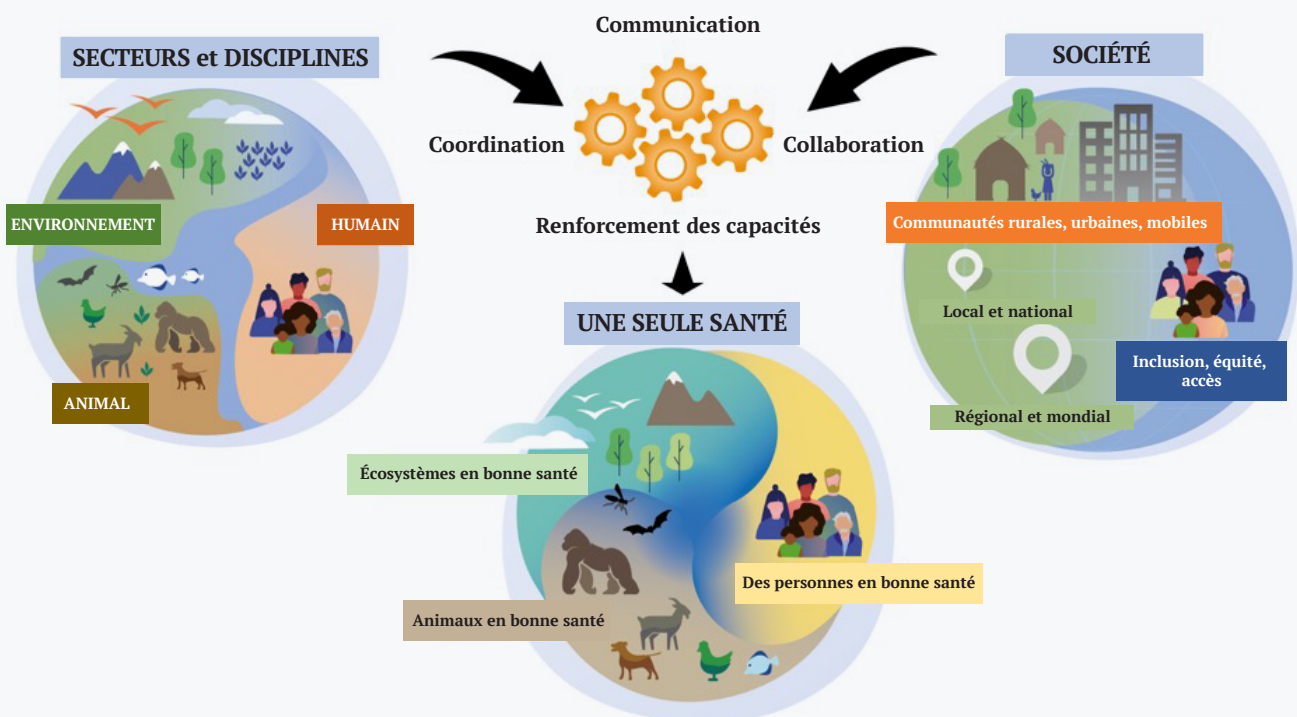 Communication
SECTEURS et DISCIPLINES
SOCIÉTÉ
Coordination
Collaboration
ENVIRONNEMENT
HUMAIN
Renforcement des capacités
Communautés rurales, urbaines, mobiles
Local et national
UNE SEULE SANTÉ
Inclusion, équité,
accès
ANIMAL
Régional et mondial
Écosystèmes en bonne santé
Des personnes en bonne santé
Animaux en bonne santé